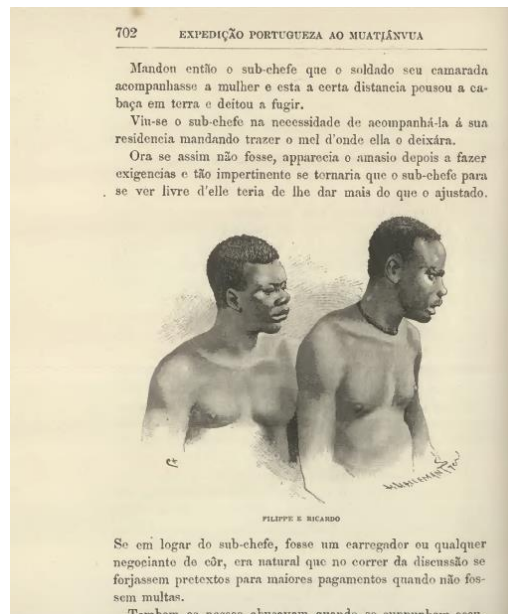 702 EXPEDIÇÃO PORTUGUEZA AO MUATIÂNVUA
Mandou então o sub-chefe que o soldado seu camarada
acompanhasse a mulher e esta a certa distancia pousou a ca-
baça em terra e deitou a fugir.
Viu-se o sub-chefe na necessidade de acompanhá-la á sua
residencia mandando trazer o mel d'onde ella o deixára.
Ora se assim não fosse, apparecia o amasio depois a fazer
exigencias e tão impertinente se tornaria que o sub-chefe para
se ver livre d'elle teria de lhe dar mais do que o ajustado.
FILIPPE E RICARDO
Se em logar do sub-chefe, fosse um carregador ou qualquer
negociante de côr, era natural que no correr da discussão se
forjassem pretextos para maiores pagamentos quando não fos-
sem multas.